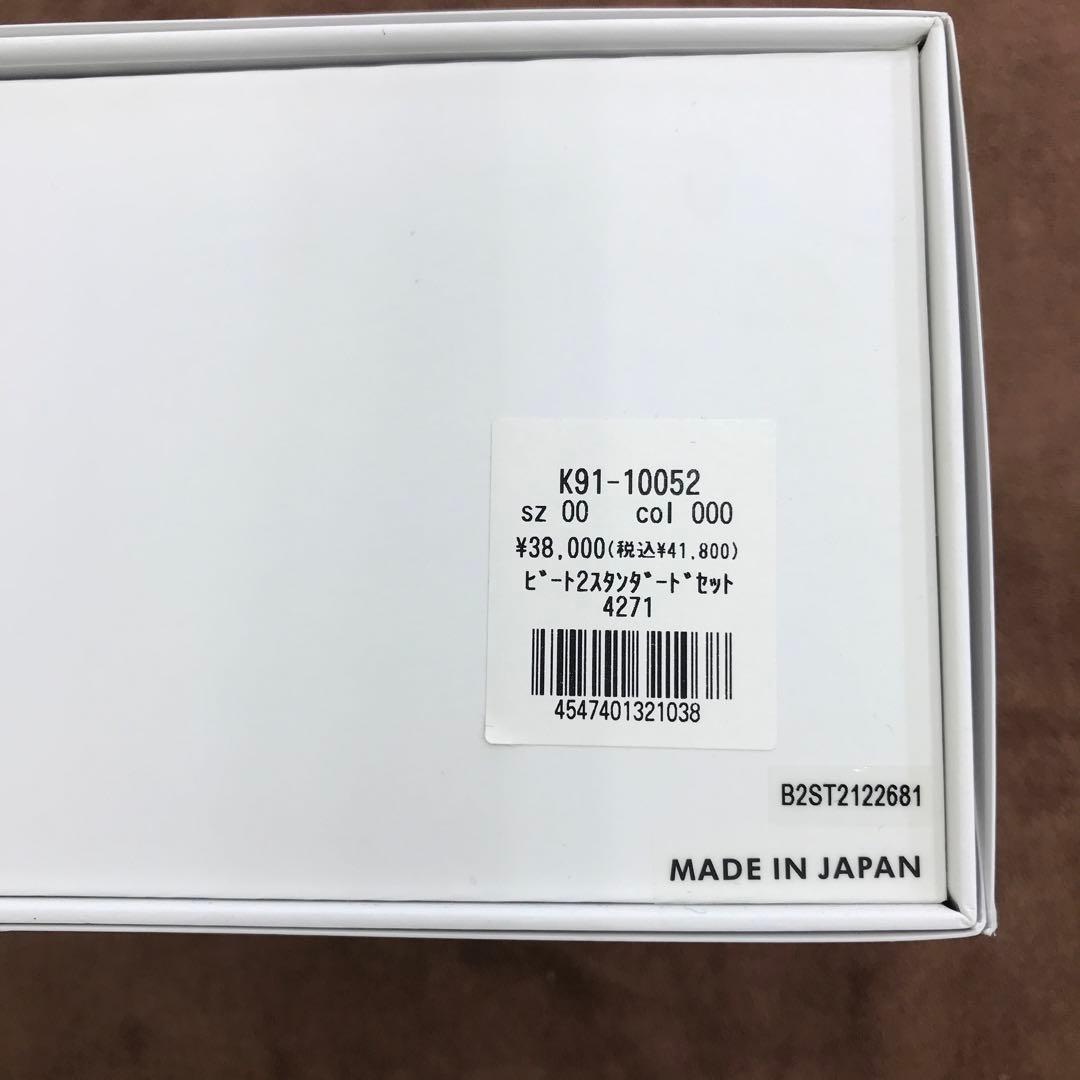 K91-10052
sz 00 col 000
¥38,000(税込¥41,800)
ﾋﾞｰﾄ2ｽﾀﾝﾀﾞｰﾄﾞｾｯﾄ
4271
4547401321038
B2ST2122681
MADE IN JAPAN